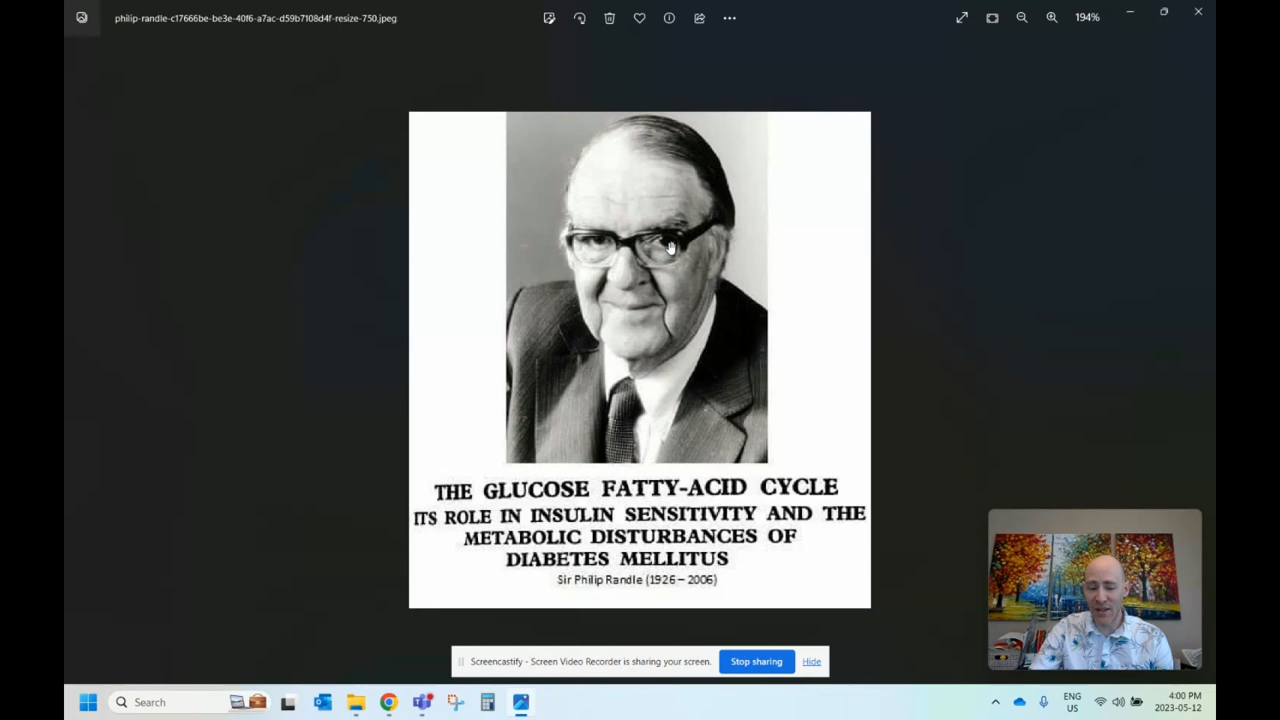 philip-randle-c17666be-be3e-40f6-a7ac-d59b7108d4f-resize-750.jpeg
194%
THE GLUCOSE FATTY-ACID CYCLE
ITS ROLE IN INSULIN SENSITIVITY AND THE
METABOLIC DISTURBANCES OF
DIABETES MELLITUS
Sir Philip Randle (1926 – 2006)
Screencastify - Screen Video Recorder is sharing your screen.
Stop sharing
Hide
Search
ENG
US
4:00 PM
2023-05-12